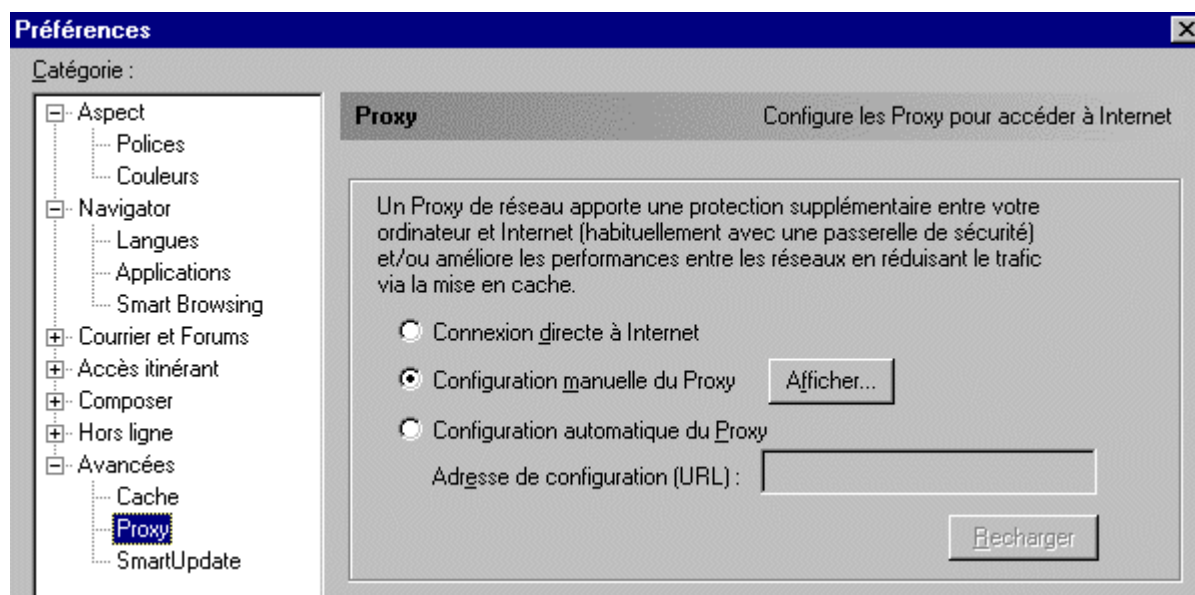 Préférences
Catégorie :
Aspect
Polices
Couleurs
Navigator
Langues
Applications
Smart Browsing
Courrier et Forums
Accès itinérant
Composer
Hors ligne
Avancées
Cache
Proxy
SmartUpdate
Proxy Configure les Proxy pour accéder à Internet
Un Proxy de réseau apporte une protection supplémentaire entre votre
ordinateur et Internet (habituellement avec une passerelle de sécurité)
et/ou améliore les performances entre les réseaux en réduisant le trafic
via la mise en cache.
Connexion directe à Internet
Configuration manuelle du Proxy Afficher...
Configuration automatique du Proxy
Adresse de configuration (URL) :
Recharger